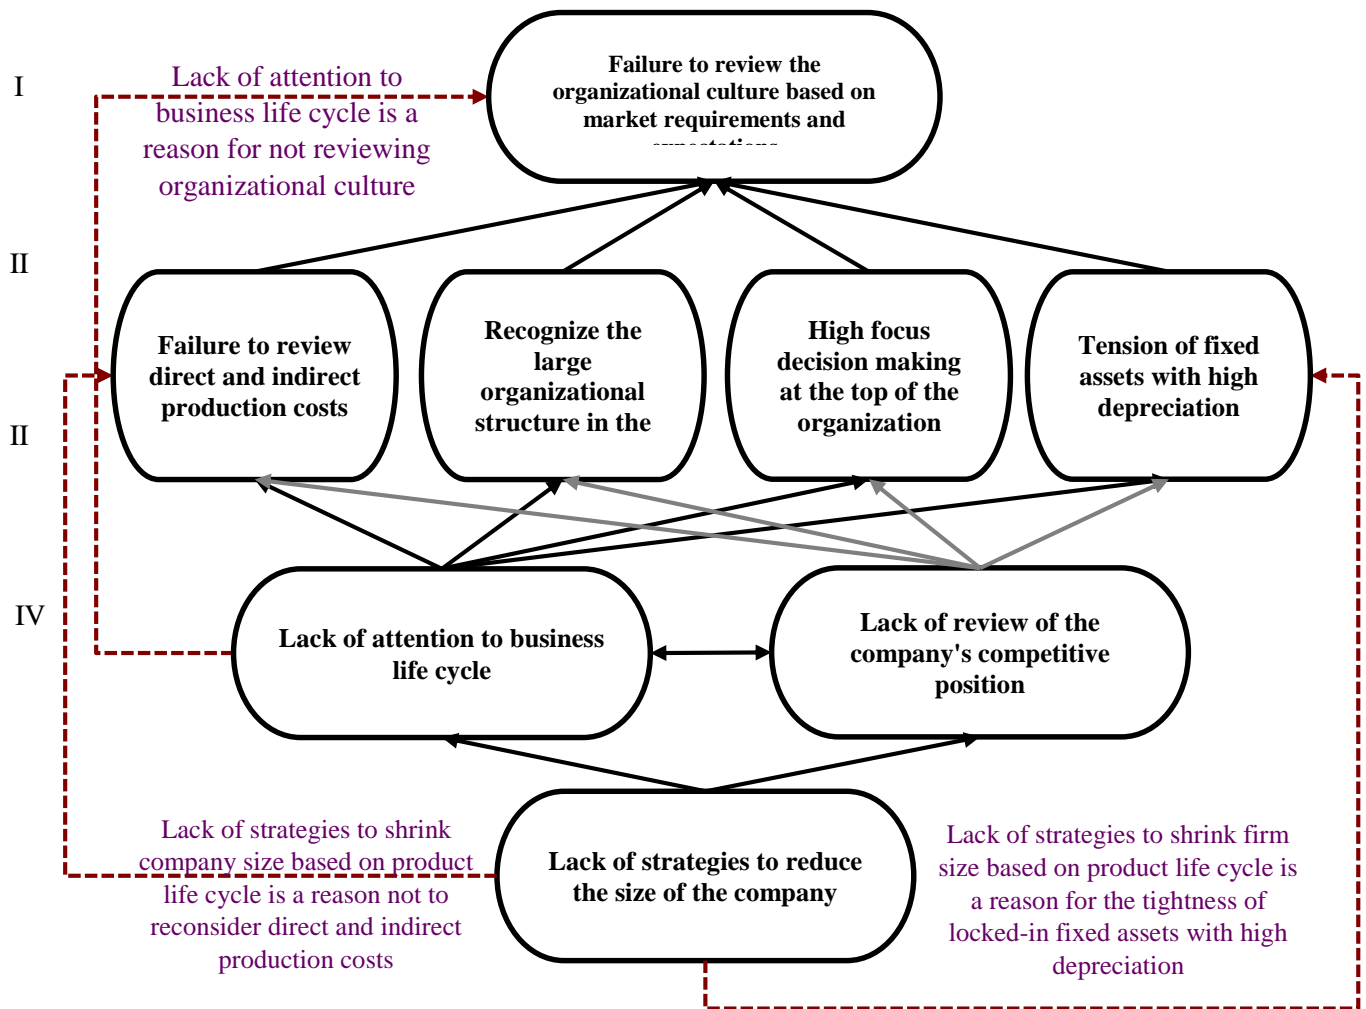 I
Lack of attention to
business life cycle is a
reason for not reviewing
organizational culture
Failure to review the
organizational culture based on
market requirements and
expectations
II
Failure to review
direct and indirect
production costs
Recognize the
large
organizational
structure in the
High focus
decision making
at the top of the
organization
Tension of fixed
assets with high
depreciation
II
IV
Lack of attention to business
life cycle
Lack of review of the
company's competitive
position
Lack of strategies to shrink
company size based on product
life cycle is a reason not to
reconsider direct and indirect
production costs
Lack of strategies to reduce
the size of the company
Lack of strategies to shrink firm
size based on product life cycle is
a reason for the tightness of
locked-in fixed assets with high
depreciation